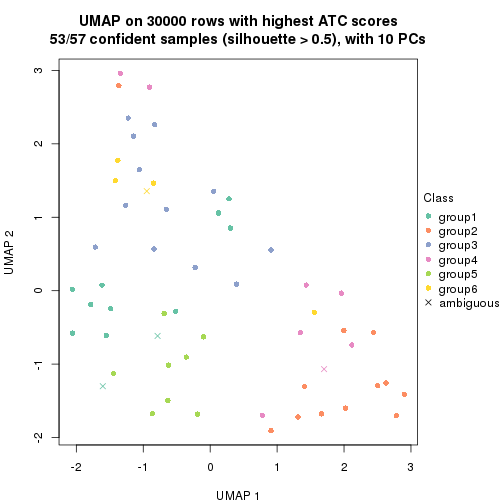 UMAP on 30000 rows with highest ATC scores
53/57 confident samples (silhouette > 0.5), with 10 PCs
3
2
1
0
-1
-2
UMAP 2
-2 -1 0 1 2 3
UMAP 1
Class
group1
group2
group3
group4
group5
group6
ambiguous